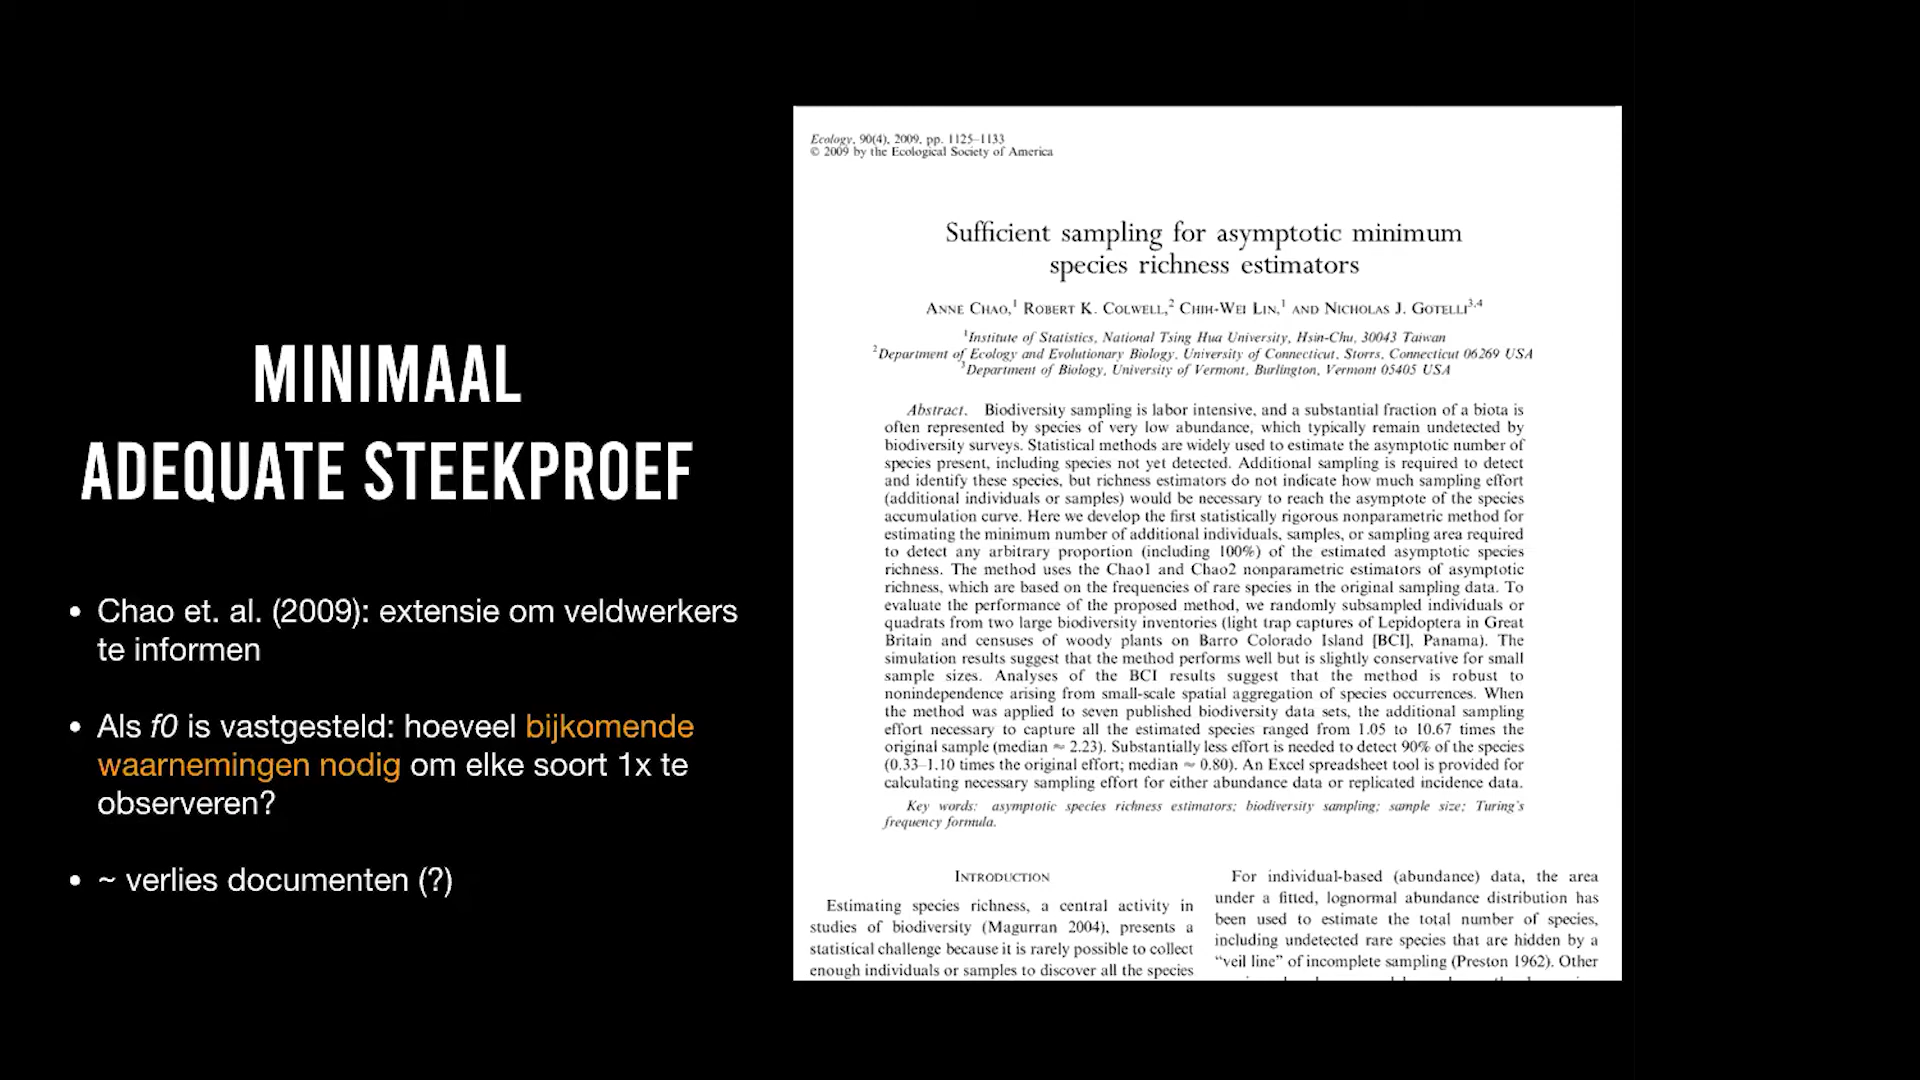 MINIMAAL
ADEQUATE STEEKPROEF
• Chao et. al. (2009): extensie om veldwerkers
te informen
• Als f0 is vastgesteld: hoeveel bijkomende
waarnemingen nodig om elke soort 1x te
observeren?
• ~ verlies documenten (?)
Ecology, 90(4), 2009, pp. 1125–1133
© 2009 by the Ecological Society of America
Sufficient sampling for asymptotic minimum
species richness estimators
Anne Chao,1 Robert K. Colwell,2 Chih-Wei Lin,1 and Nicholas J. Gotelli3,4
1Institute of Statistics, National Tsing Hua University, Hsin-Chu, 30043 Taiwan
2Department of Ecology and Evolutionary Biology, University of Connecticut, Storrs, Connecticut 06269 USA
3Department of Biology, University of Vermont, Burlington, Vermont 05405 USA
Abstract. Biodiversity sampling is labor intensive, and a substantial fraction of a biota is
often represented by species of very low abundance, which typically remain undetected by
biodiversity surveys. Statistical methods are widely used to estimate the asymptotic number of
species present, including species not yet detected. Additional sampling is required to detect
and identify these species, but richness estimators do not indicate how much sampling effort
(additional individuals or samples) would be necessary to reach the asymptote of the species
accumulation curve. Here we develop the first statistically rigorous nonparametric method for
estimating the minimum number of additional individuals, samples, or sampling area required
to detect any arbitrary proportion (including 100%) of the estimated asymptotic species
richness. The method uses the Chao1 and Chao2 nonparametric estimators of asymptotic
richness, which are based on the frequencies of rare species in the original sampling data. To
evaluate the performance of the proposed method, we randomly subsampled individuals or
quadrats from two large biodiversity inventories (light trap captures of Lepidoptera in Great
Britain and censuses of woody plants on Barro Colorado Island [BCI], Panama). The
simulation results suggest that the method performs well but is slightly conservative for small
sample sizes. Analyses of the BCI results suggest that the method is robust to
nonindependence arising from small-scale spatial aggregation of species occurrences. When
the method was applied to seven published biodiversity data sets, the additional sampling
effort necessary to capture all the estimated species ranged from 1.05 to 10.67 times the
original sample (median ≈ 2.23). Substantially less effort is needed to detect 90% of the species
(0.33–1.10 times the original effort; median ≈ 0.80). An Excel spreadsheet tool is provided for
calculating necessary sampling effort for either abundance data or replicated incidence data.
Key words: asymptotic species richness estimators; biodiversity sampling; sample size; Turing's
frequency formula.
Introduction
Estimating species richness, a central activity in
studies of biodiversity (Magurran 2004), presents a
statistical challenge because it is rarely possible to collect
enough individuals or samples to discover all the species
For individual-based (abundance) data, the area
under a fitted, lognormal abundance distribution has
been used to estimate the total number of species,
including undetected rare species that are hidden by a
“veil line” of incomplete sampling (Preston 1962). Other